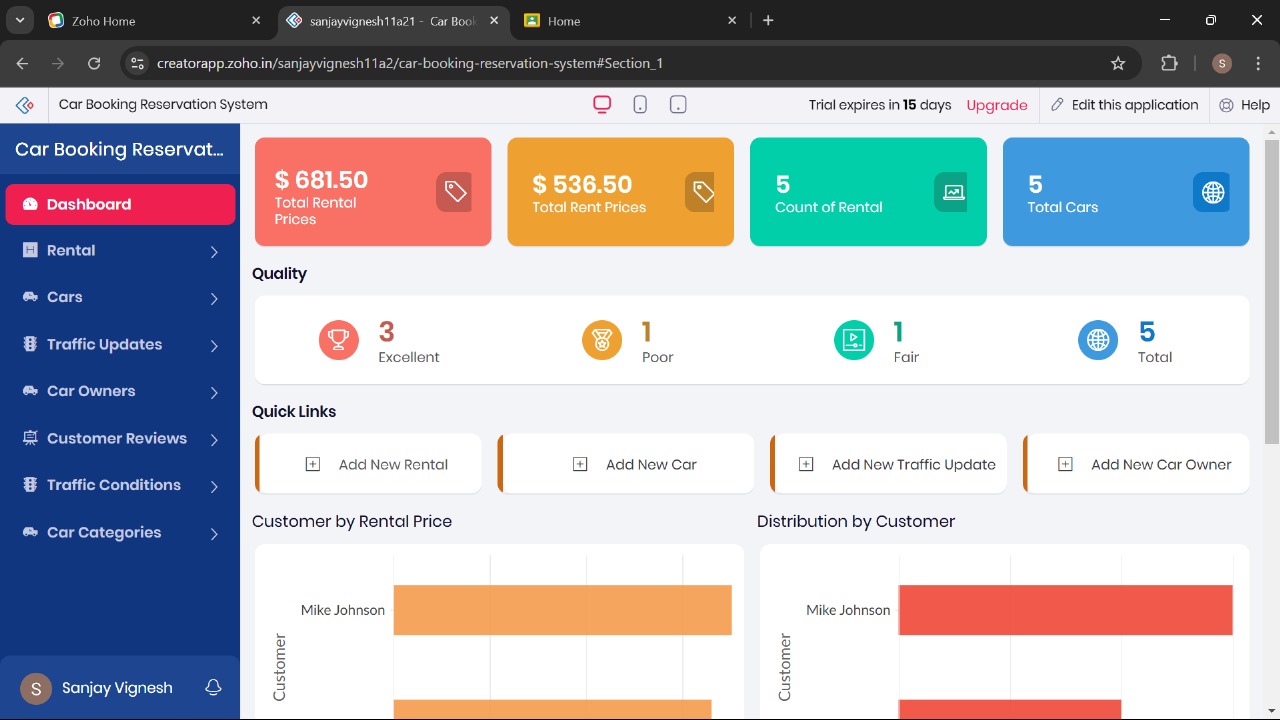 Zoho Home
sanjayvignesh11a21 - Car Book
Home
creatorapp.zoho.in/sanjayvignesh11a2/car-booking-reservation-system#Section_1
S
Car Booking Reservation System
Trial expires in 15 days
Upgrade
Edit this application
Help
Car Booking Reservat...
Dashboard
Rental
Cars
Traffic Updates
Car Owners
Customer Reviews
Traffic Conditions
Car Categories
S
Sanjay Vignesh
$ 681.50
Total Rental
Prices
$ 536.50
Total Rent Prices
5
Count of Rental
5
Total Cars
Quality
3
Excellent
1
Poor
1
Fair
5
Total
Quick Links
Add New Rental
Add New Car
Add New Traffic Update
Add New Car Owner
Customer by Rental Price
Mike Johnson
Customer
Distribution by Customer
Mike Johnson
Customer